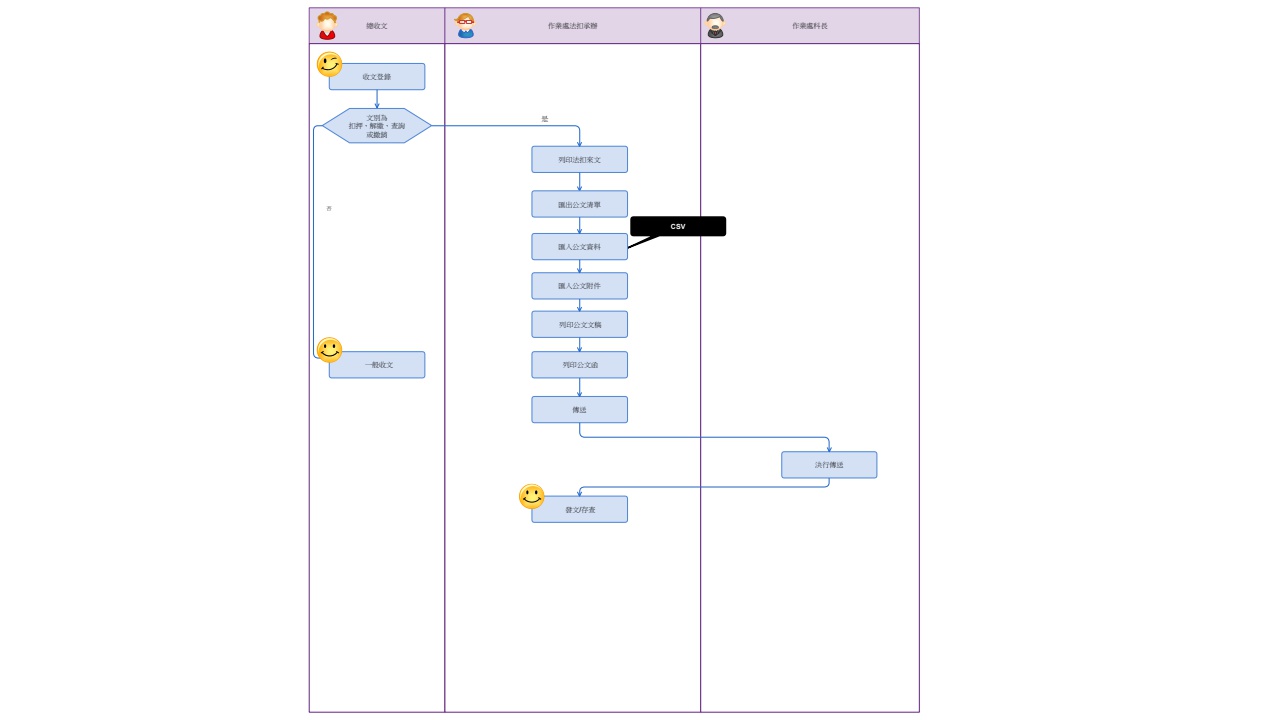 總收文
作業處法扣承辦
作業處科長
收文登錄
文別為
扣押、解繳、查詢
或撤銷
是
列印法扣來文
匯出公文清單
否
CSV
匯入公文資料
匯入公文附件
列印公文文稿
一般收文
列印公文函
傳送
決行傳送
發文/存查